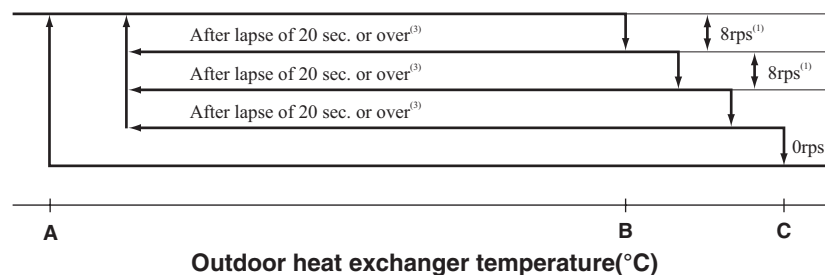 After lapse of 20 sec. or over(3)
8rps(1)
After lapse of 20 sec. or over(3)
8rps(1)
After lapse of 20 sec. or over(3)
0rps
A B C
Outdoor heat exchanger temperature(°C)